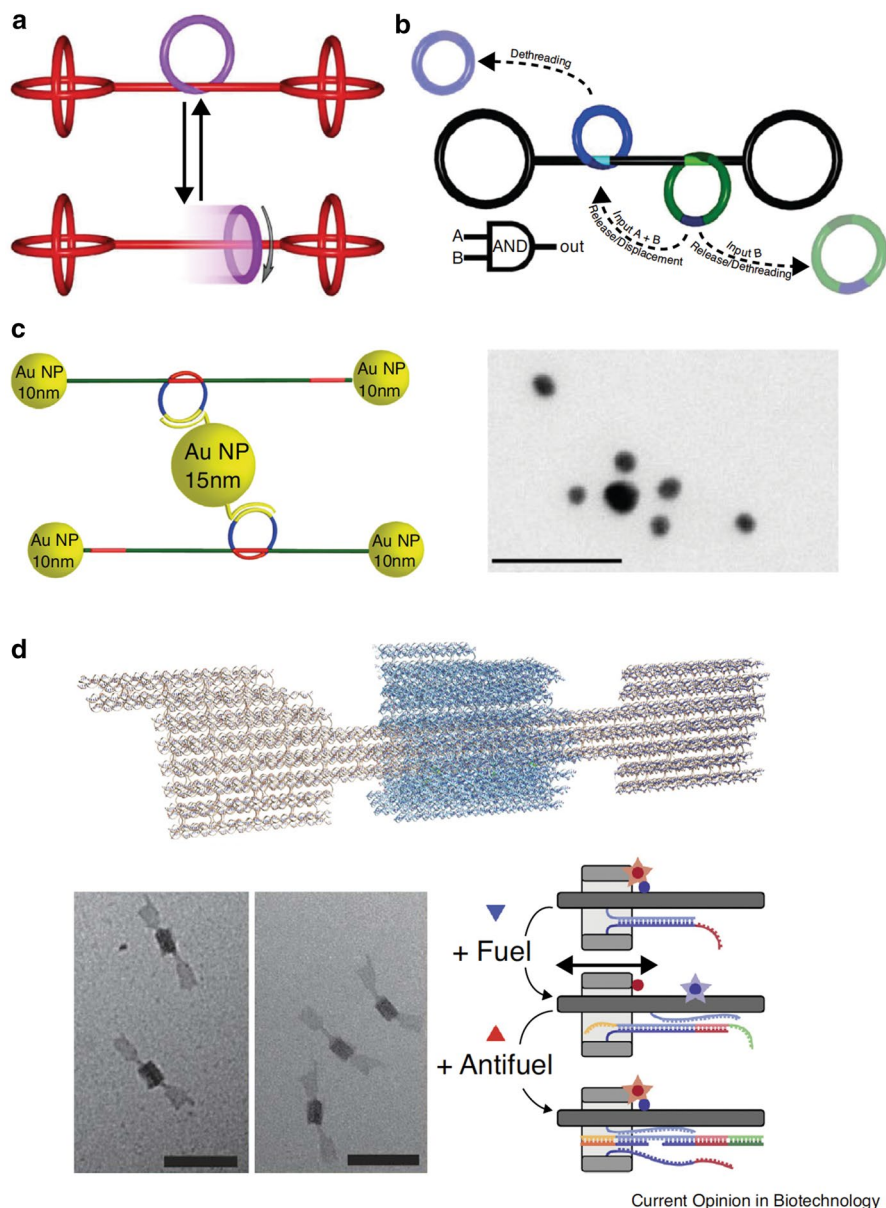 a
b
Dethreading
Input A + B
Release/Displacement
Input B
Release/Dethreading
A
B
AND
out
c
Au NP
10nm
Au NP
10nm
Au NP
15nm
Au NP
10nm
Au NP
10nm
d
+ Fuel
+ Antifuel
Current Opinion in Biotechnology